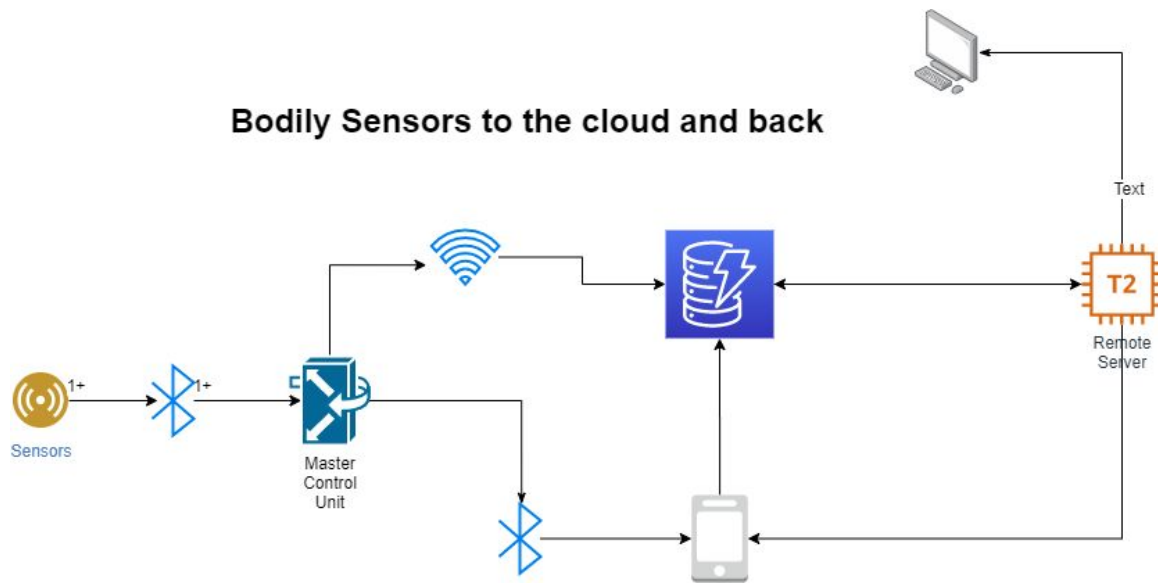 Bodily Sensors to the cloud and back
Text
T2
Remote
Server
1+
1+
Sensors
Master
Control
Unit